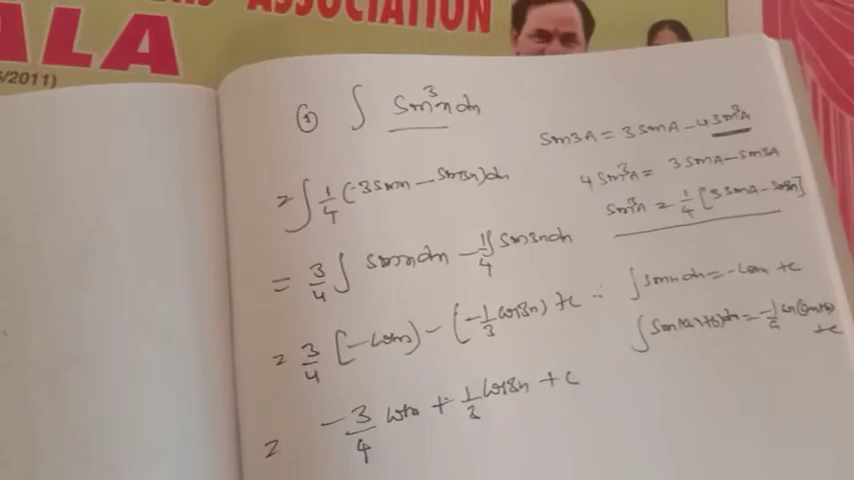 ASSOCIATION
ALA
5/2011)
① ∫ Sin³x dx
= ∫ 1/4 (3sinx - sin3x) dx
= 3/4 ∫ sinx dx - 1/4 ∫ sin3x dx
= 3/4 [-cosx) - (-1/3 cos3x) + c
= -3/4 cosx + 1/3 cos3x + c
Sin3A = 3sinA - 4sin³A
4sin³A = 3sinA - sin3A
sin³A = 1/4 [3sinA - sin3A]
∵ ∫ sinx dx = -cosx + c
∫ sin(ax+b) dx = -1/a cos(ax+b)
+c